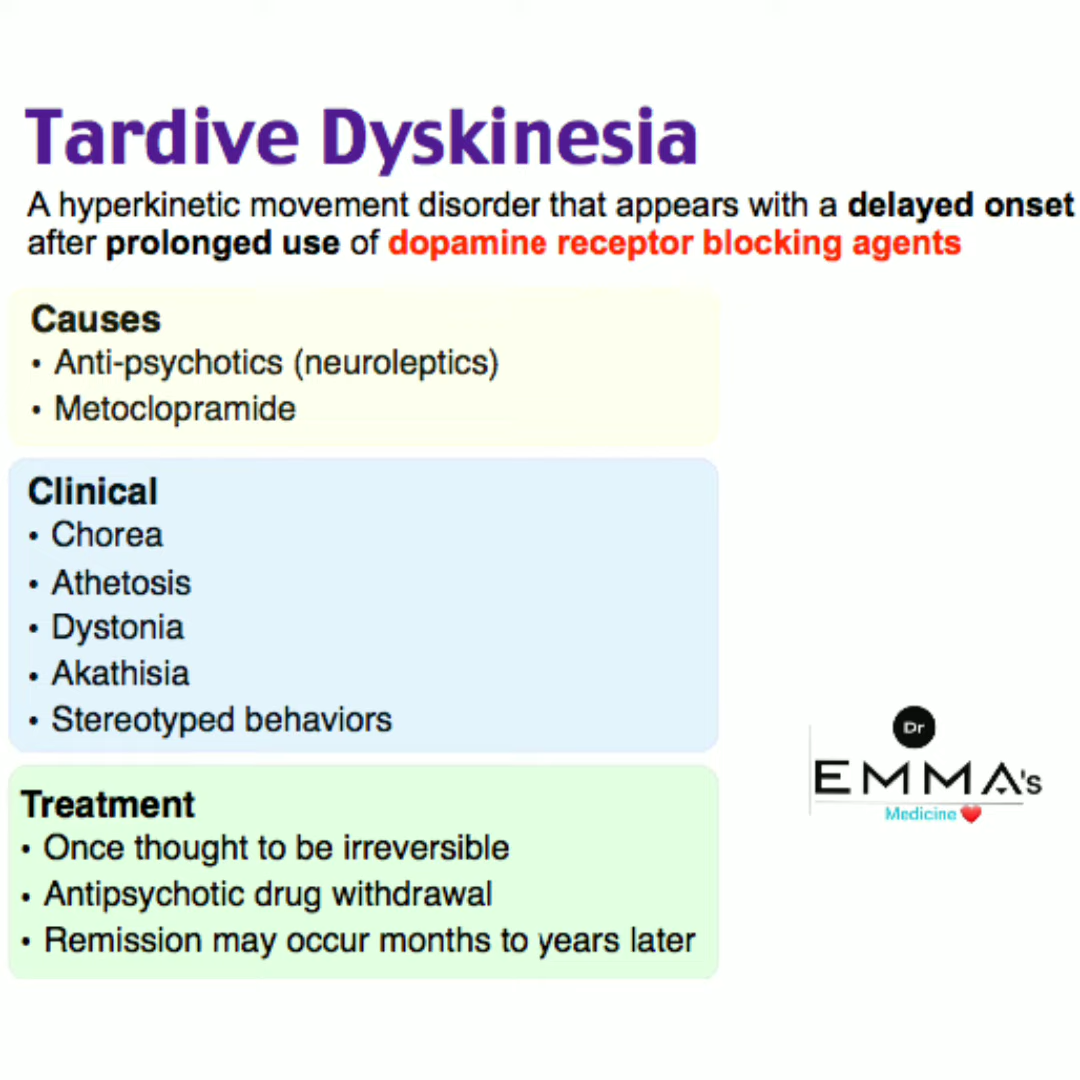 Tardive Dyskinesia
A hyperkinetic movement disorder that appears with a delayed onset
after prolonged use of dopamine receptor blocking agents
Causes
• Anti-psychotics (neuroleptics)
• Metoclopramide
Clinical
• Chorea
• Athetosis
• Dystonia
• Akathisia
• Stereotyped behaviors
Treatment
• Once thought to be irreversible
• Antipsychotic drug withdrawal
• Remission may occur months to years later
Dr
EMMA's
Medicine ❤️